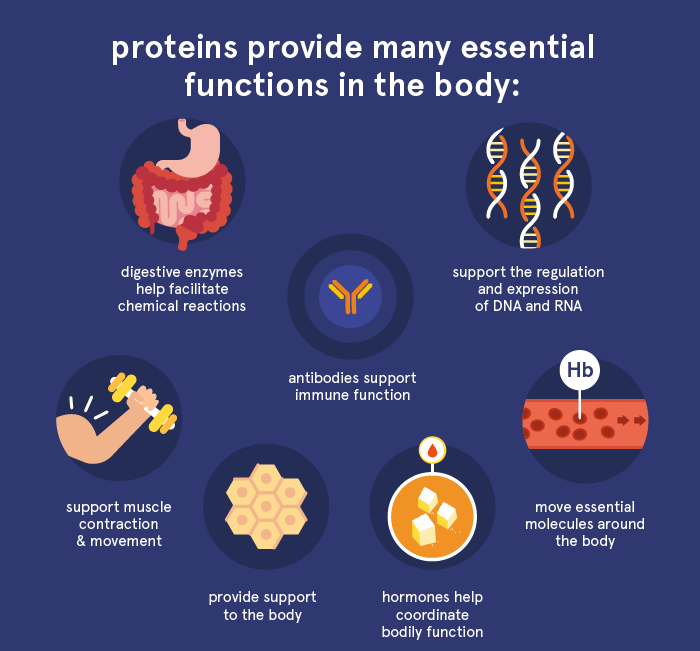 proteins provide many essential
functions in the body:
digestive enzymes
help facilitate
chemical reactions
support the regulation
and expression
of DNA and RNA
antibodies support
immune function
Hb
support muscle
contraction
& movement
move essential
molecules around
the body
provide support
to the body
hormones help
coordinate
bodily function